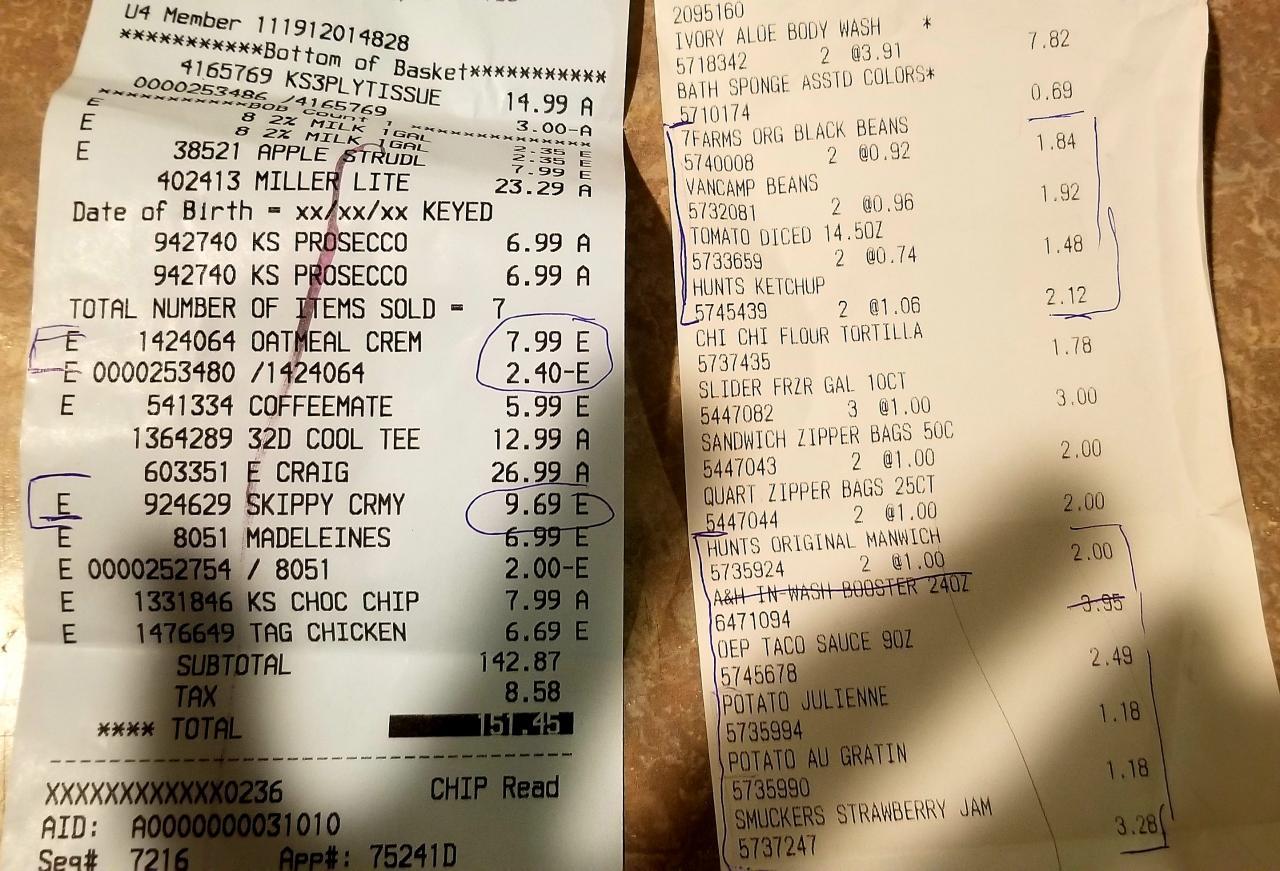 U4 Member 111912014828
***********Bottom of Basket***********
4165769 KS3PLYTISSUE 14.99 A
0000253486 /4165769 3.00-A
***********BOB Count 1 ***************
E 8 2% MILK 1GAL 2.35 E
E 8 2% MILK 1GAL 2.35 E
E 38521 APPLE STRUDL 7.99 E
402413 MILLER LITE 23.29 A
Date of Birth = xx/xx/xx KEYED
942740 KS PROSECCO 6.99 A
942740 KS PROSECCO 6.99 A
TOTAL NUMBER OF ITEMS SOLD = 7
E 1424064 OATMEAL CREM 7.99 E
E 0000253480 /1424064 2.40-E
E 541334 COFFEEMATE 5.99 E
1364289 32D COOL TEE 12.99 A
603351 E CRAIG 26.99 A
E 924629 SKIPPY CRMY 9.69 E
E 8051 MADELEINES 6.99 E
E 0000252754 / 8051 2.00-E
E 1331846 KS CHOC CHIP 7.99 A
E 1476649 TAG CHICKEN 6.69 E
SUBTOTAL 142.87
TAX 8.58
**** TOTAL 151.45
XXXXXXXXXXXX0236 CHIP Read
AID: A0000000031010
Seq# 7216 App#: 75241D
2095160
IVORY ALOE BODY WASH *
5718342 2 @3.91 7.82
BATH SPONGE ASSTD COLORS*
5710174 0.69
7FARMS ORG BLACK BEANS
5740008 2 @0.92 1.84
VANCAMP BEANS
5732081 2 @0.96 1.92
TOMATO DICED 14.5OZ
5733659 2 @0.74 1.48
HUNTS KETCHUP
5745439 2 @1.06 2.12
CHI CHI FLOUR TORTILLA
5737435 1.78
SLIDER FRZR GAL 10CT
5447082 3 @1.00 3.00
SANDWICH ZIPPER BAGS 50C
5447043 2 @1.00 2.00
QUART ZIPPER BAGS 25CT
5447044 2 @1.00 2.00
HUNTS ORIGINAL MANWICH
5735924 2 @1.00 2.00
A&H IN-WASH BOOSTER 24OZ
6471094 3.95
OEP TACO SAUCE 9OZ
5745678 2.49
POTATO JULIENNE
5735994 1.18
POTATO AU GRATIN
5735990 1.18
SMUCKERS STRAWBERRY JAM
5737247 3.28